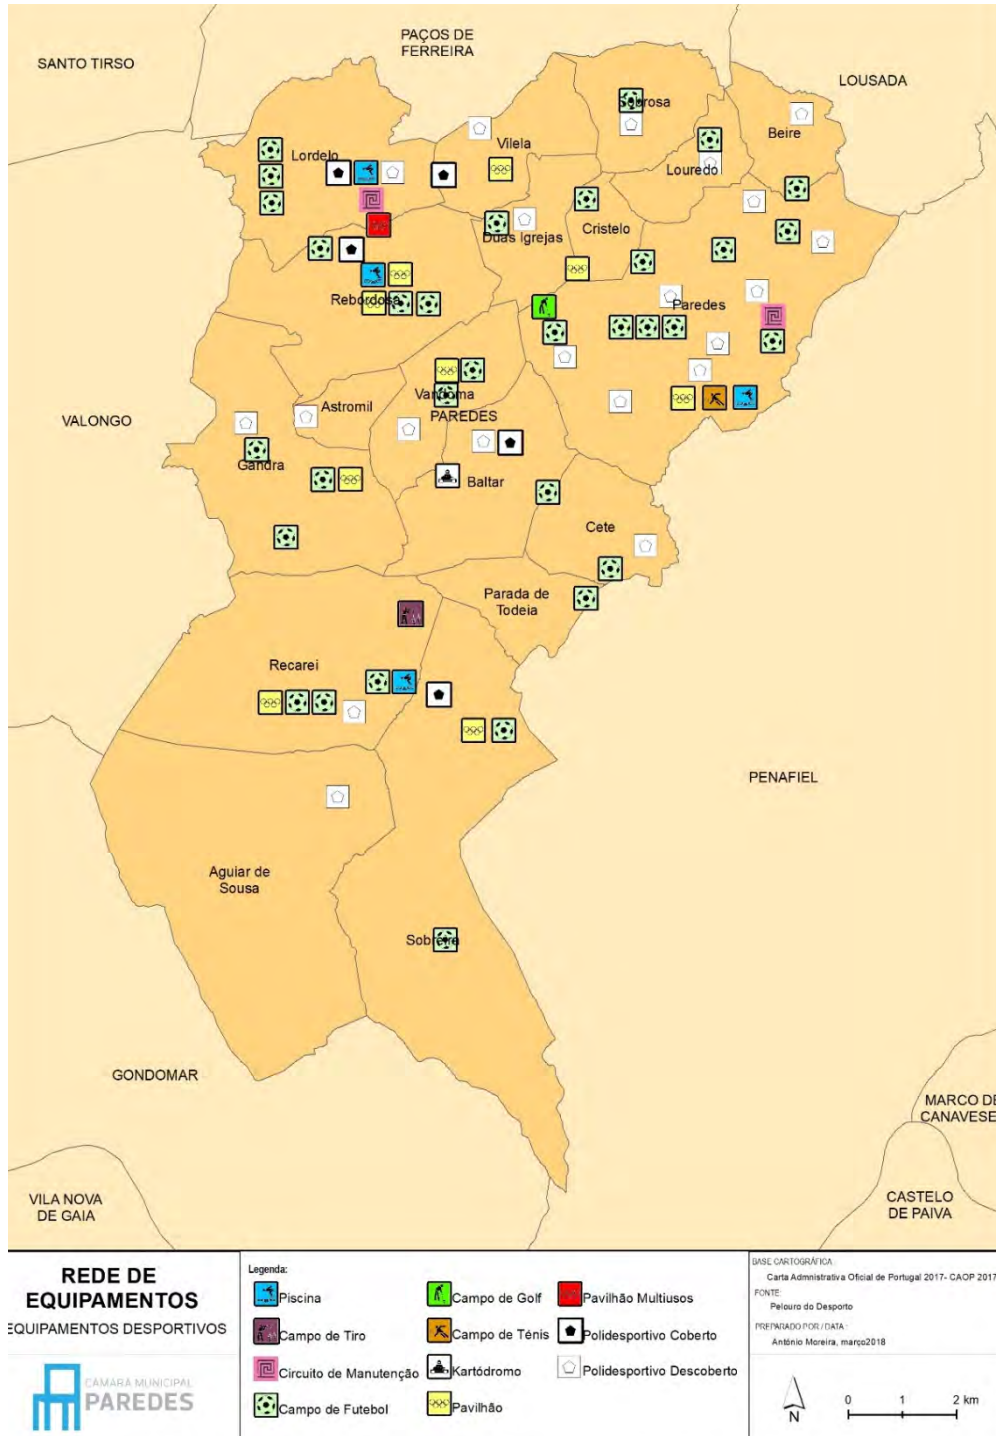 PAÇOS DE
FERREIRA
SANTO TIRSO
LOUSADA
Sobrosa
Beire
Vilela
Lordelo
Louredo
Cristelo
Duas Igrejas
Rebordosa
Paredes
Vandoma
Astromil
PAREDES
VALONGO
Gandra
Baltar
Cete
Parada de
Todeia
Recarei
PENAFIEL
Aguiar de
Sousa
Sobreira
GONDOMAR
MARCO DE
CANAVESE
VILA NOVA
DE GAIA
CASTELO
DE PAIVA
REDE DE
EQUIPAMENTOS
EQUIPAMENTOS DESPORTIVOS
CÂMARA MUNICIPAL
PAREDES
Legenda:
Piscina
Campo de Tiro
Circuito de Manutenção
Campo de Futebol
Campo de Golf
Campo de Ténis
Kartódromo
Pavilhão
Pavilhão Multiusos
Polidesportivo Coberto
Polidesportivo Descoberto
BASE CARTOGRÁFICA :
Carta Admnistrativa Oficial de Portugal 2017- CAOP 2017
FONTE:
Pelouro do Desporto
PREPARADO POR / DATA :
António Moreira, março2018
N
0 1 2 km